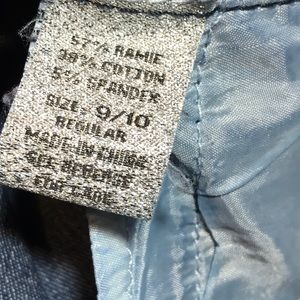 57% RAMIE
38% COTTON
5% SPANDEX
SIZE: 9/10
REGULAR
MADE IN CHINA
SEE REVERSE
FOR CARE